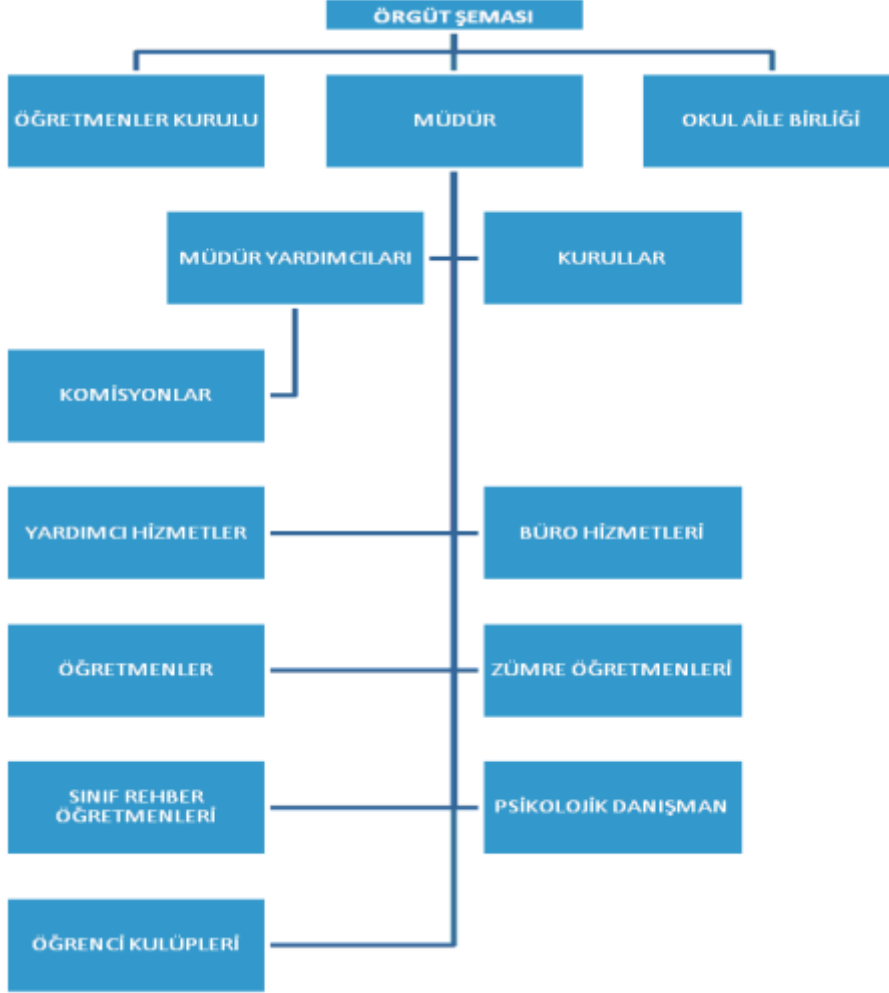 ÖRGÜT ŞEMASI
ÖĞRETMENLER KURULU
MÜDÜR
OKUL AİLE BİRLİĞİ
MÜDÜR YARDIMCILARI
KURULLAR
KOMİSYONLAR
YARDIMCI HİZMETLER
BÜRO HİZMETLERİ
ÖĞRETMENLER
ZÜMRE ÖĞRETMENLERİ
SINIF REHBER
ÖĞRETMENLERİ
PSİKOLOJİK DANIŞMAN
ÖĞRENCİ KULÜPLERİ